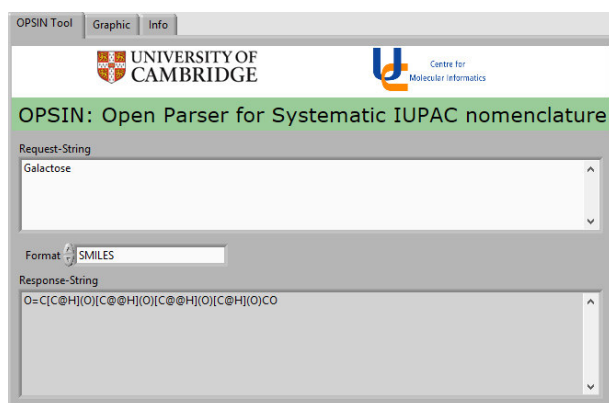 OPSIN Tool
Graphic
Info
UNIVERSITY OF
CAMBRIDGE
Centre for
Molecular Informatics
OPSIN: Open Parser for Systematic IUPAC nomenclature
Request-String
Galactose
Format
SMILES
Response-String
O=C[C@H](O)[C@@H](O)[C@@H](O)[C@H](O)CO